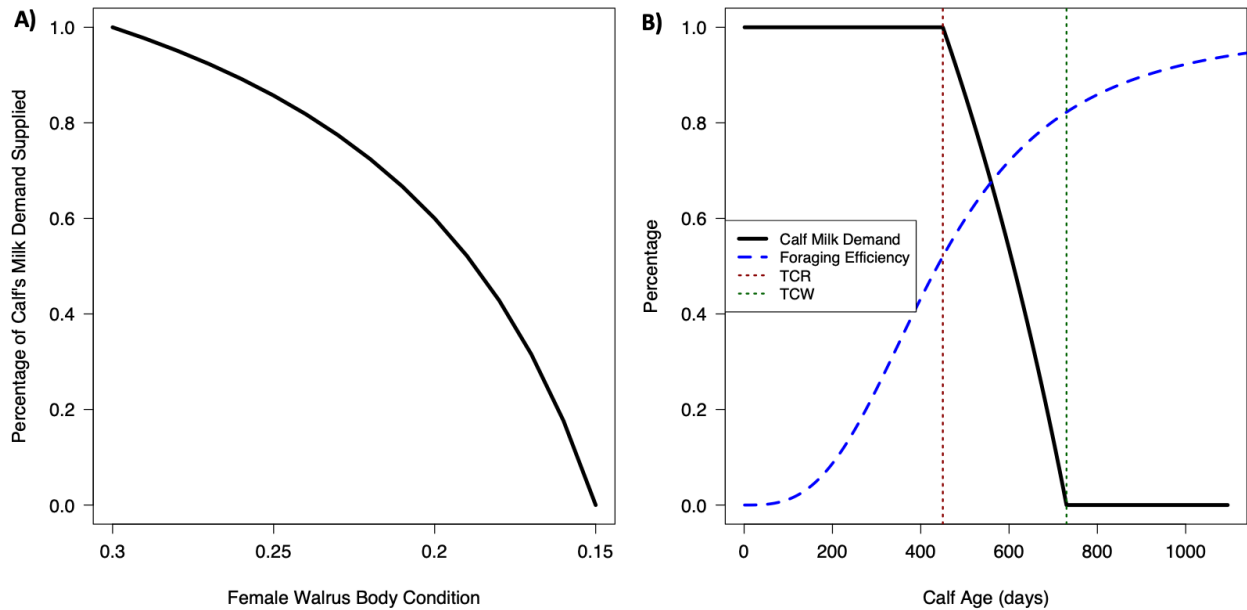 A)
Percentage of Calf's Milk Demand Supplied
1.0
0.8
0.6
0.4
0.2
0.0
0.3 0.25 0.2 0.15
Female Walrus Body Condition
B)
Percentage
1.0
0.8
0.6
0.4
0.2
0.0
Calf Milk Demand
Foraging Efficiency
TCR
TCW
0 200 400 600 800 1000
Calf Age (days)